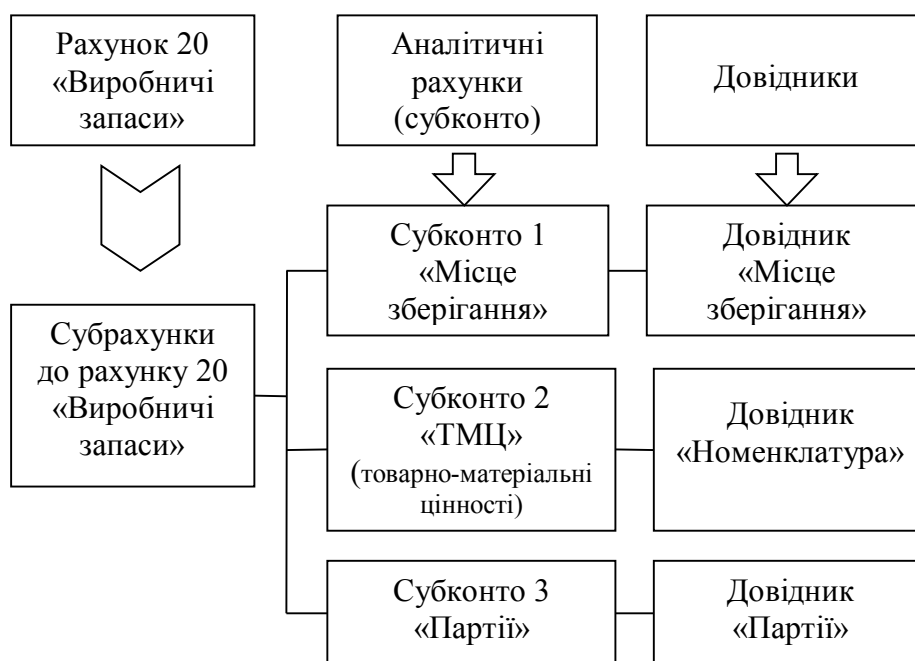 Рахунок 20
«Виробничі
запаси»
Аналітичні
рахунки
(субконто)
Довідники
Субрахунки
до рахунку 20
«Виробничі
запаси»
Субконто 1
«Місце
зберігання»
Довідник
«Місце
зберігання»
Субконто 2
«ТМЦ»
(товарно-матеріальні
цінності)
Довідник
«Номенклатура»
Субконто 3
«Партії»
Довідник
«Партії»